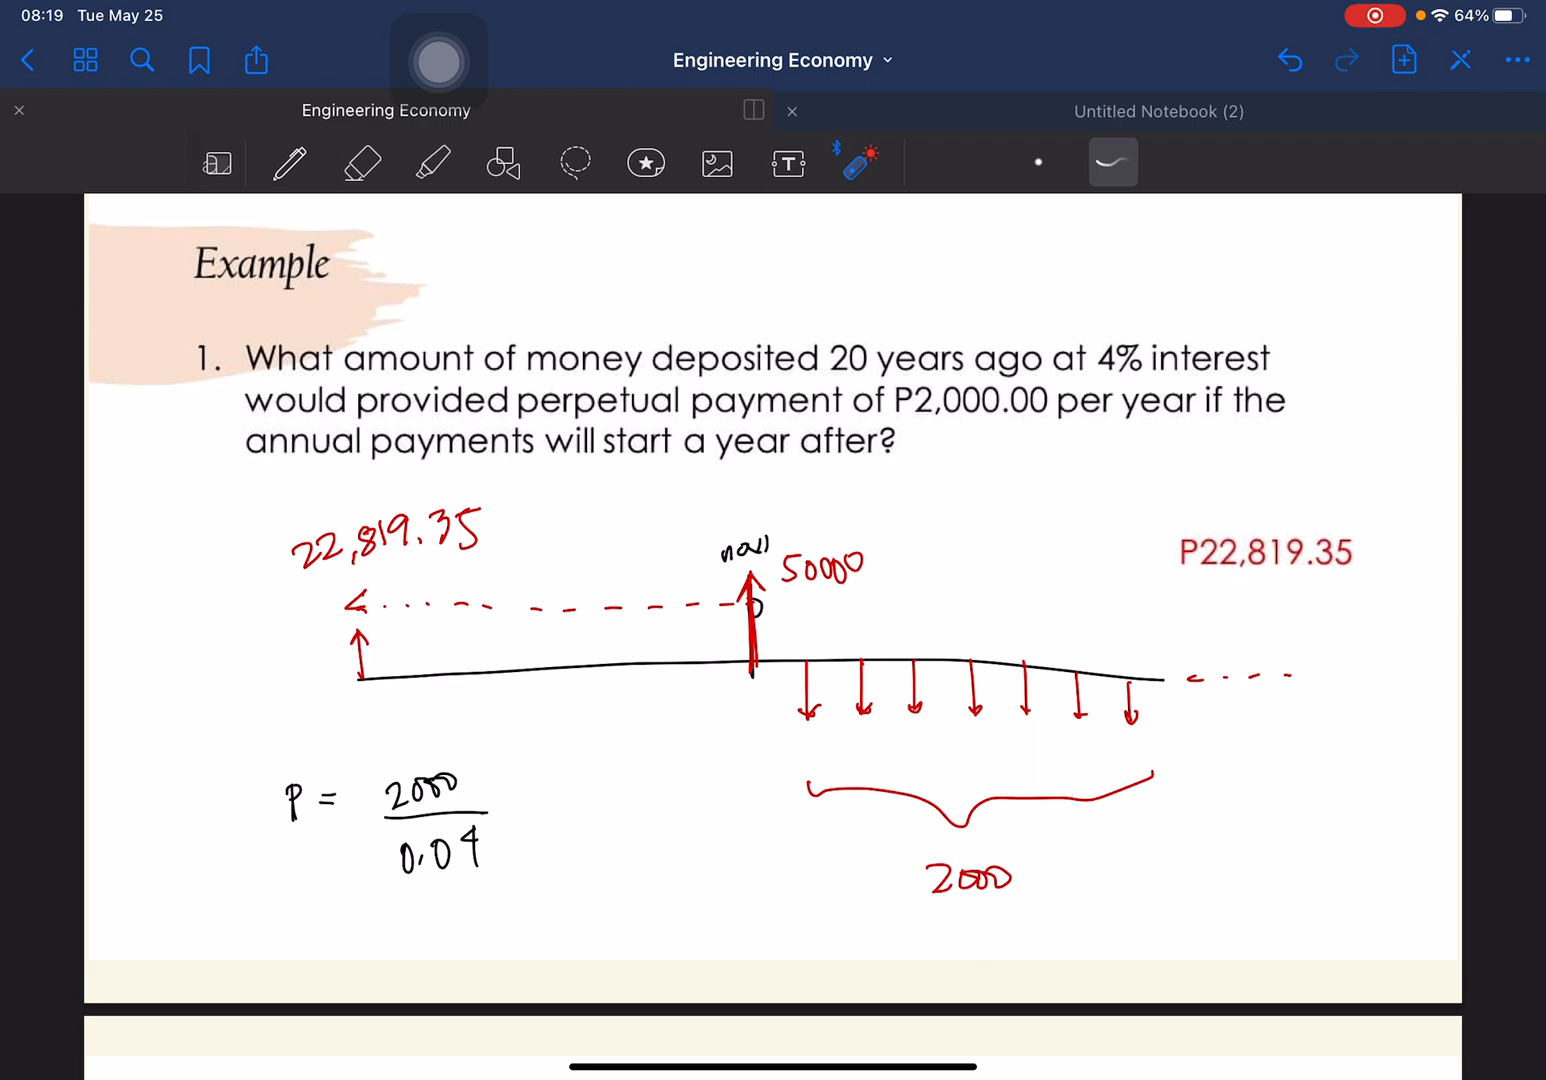 08:19 Tue May 25
64%
Engineering Economy
Engineering Economy
Untitled Notebook (2)
T
Example
1. What amount of money deposited 20 years ago at 4% interest
would provided perpetual payment of P2,000.00 per year if the
annual payments will start a year after?
22,819.35
now
50000
P22,819.35
0
P = 2000
0.04
2000